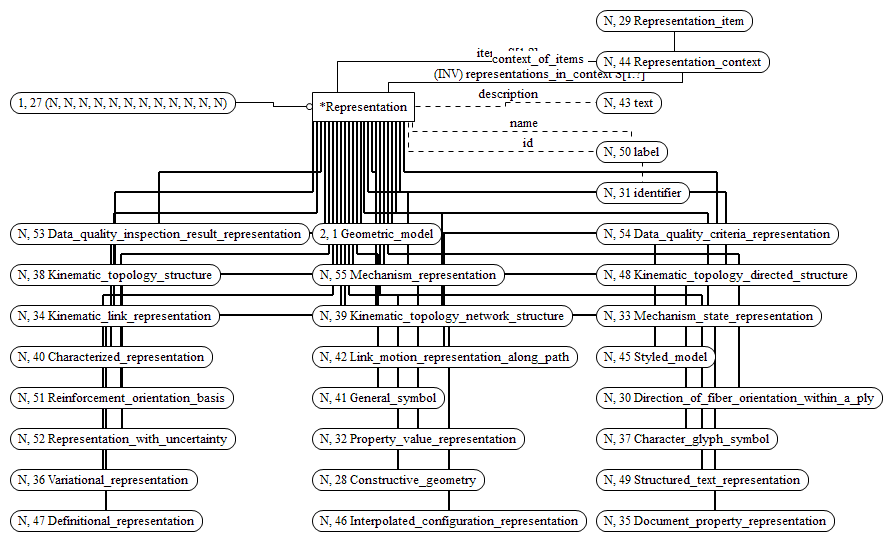 N, 29 Representation_item
context_of_items
N, 44 Representation_context
(INV) representations_in_context S[1:?]
description
1, 27 (N, N, N, N, N, N, N, N, N, N, N, N)
*Representation
N, 43 text
name
id
N, 50 label
N, 31 identifier
N, 53 Data_quality_inspection_result_representation
2, 1 Geometric_model
N, 54 Data_quality_criteria_representation
N, 38 Kinematic_topology_structure
N, 55 Mechanism_representation
N, 48 Kinematic_topology_directed_structure
N, 34 Kinematic_link_representation
N, 39 Kinematic_topology_network_structure
N, 33 Mechanism_state_representation
N, 40 Characterized_representation
N, 42 Link_motion_representation_along_path
N, 45 Styled_model
N, 51 Reinforcement_orientation_basis
N, 41 General_symbol
N, 30 Direction_of_fiber_orientation_within_a_ply
N, 52 Representation_with_uncertainty
N, 32 Property_value_representation
N, 37 Character_glyph_symbol
N, 36 Variational_representation
N, 28 Constructive_geometry
N, 49 Structured_text_representation
N, 47 Definitional_representation
N, 46 Interpolated_configuration_representation
N, 35 Document_property_representation